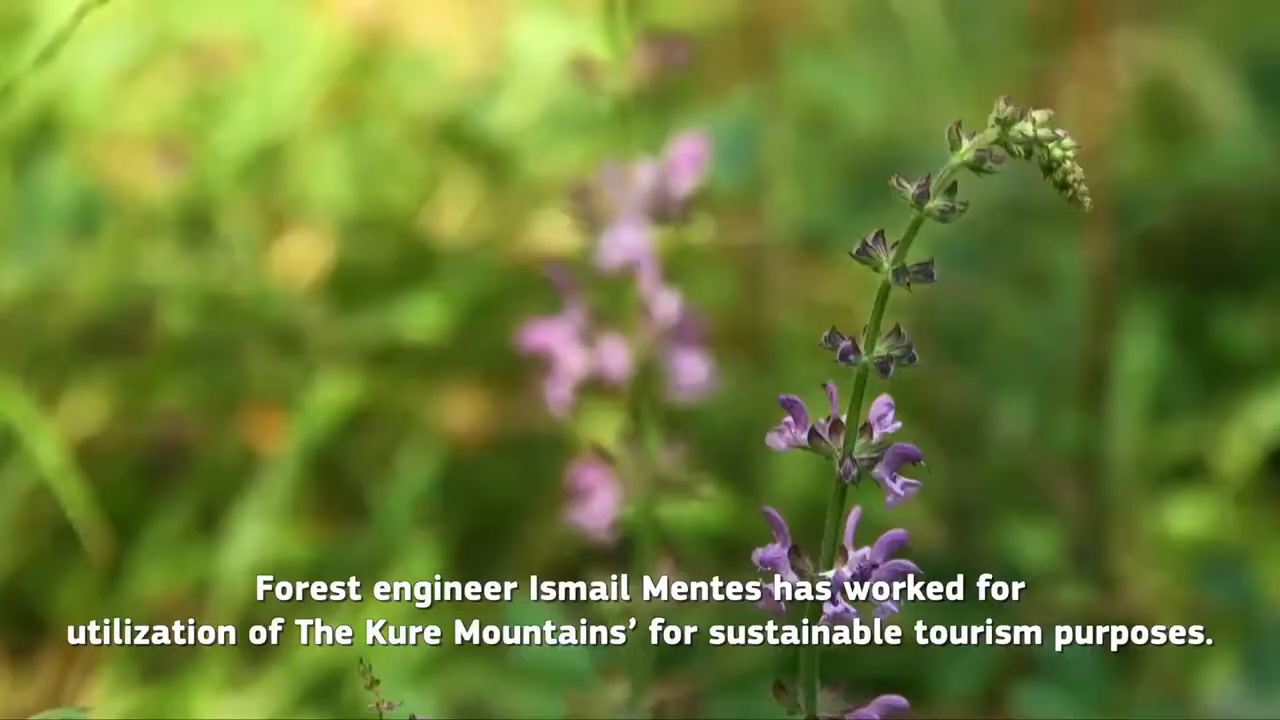 Forest engineer Ismail Mentes has worked for
utilization of The Kure Mountains’ for sustainable tourism purposes.